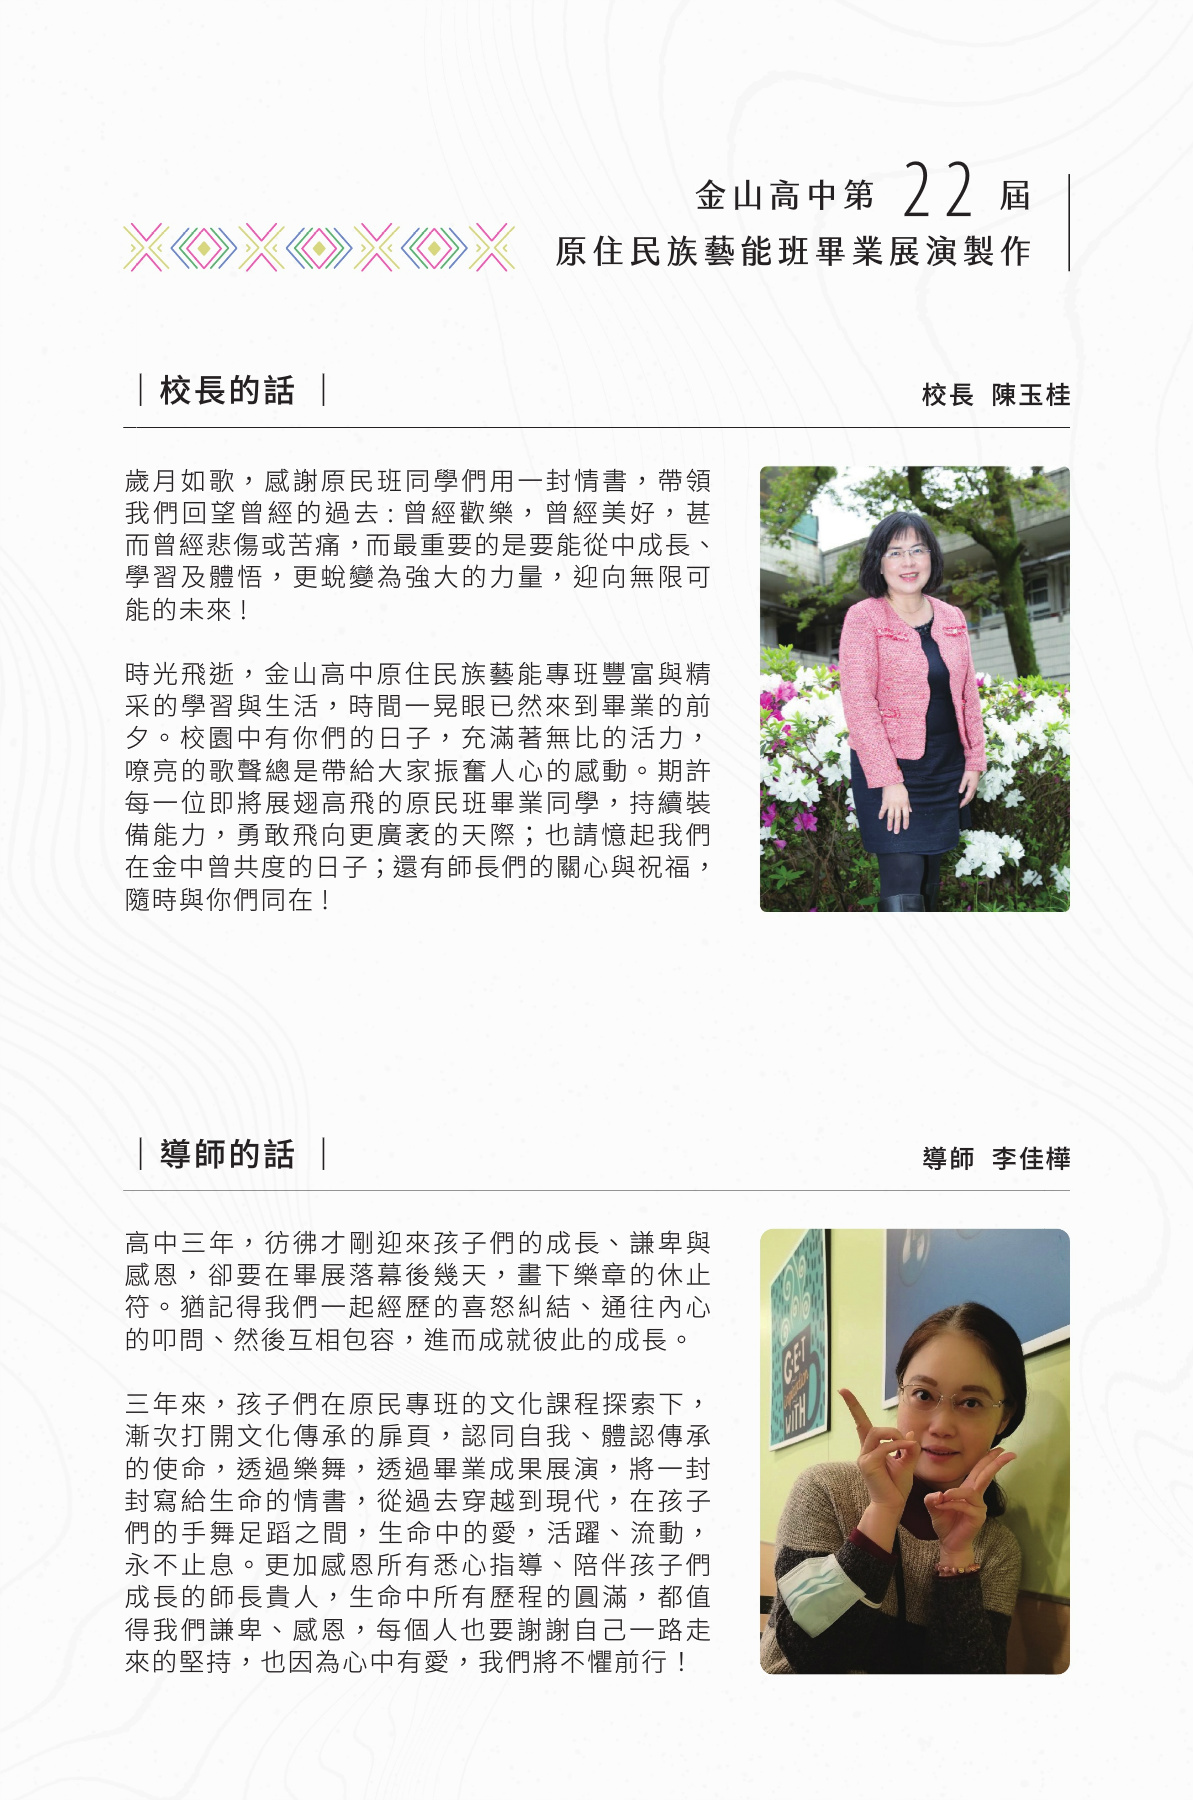 金山高中第 22 屆
原住民族藝能班畢業展演製作
｜校長的話｜
校長 陳玉桂
歲月如歌，感謝原民班同學們用一封情書，帶領
我們回望曾經的過去：曾經歡樂，曾經美好，甚
而曾經悲傷或苦痛，而最重要的是要能從中成長、
學習及體悟，更蛻變為強大的力量，迎向無限可
能的未來！
時光飛逝，金山高中原住民族藝能專班豐富與精
采的學習與生活，時間一晃眼已然來到畢業的前
夕。校園中有你們的日子，充滿著無比的活力，
嘹亮的歌聲總是帶給大家振奮人心的感動。期許
每一位即將展翅高飛的原民班畢業同學，持續裝
備能力，勇敢飛向更廣袤的天際；也請憶起我們
在金中曾共度的日子；還有師長們的關心與祝福，
隨時與你們同在！
｜導師的話｜
導師 李佳樺
高中三年，彷彿才剛迎來孩子們的成長、謙卑與
感恩，卻要在畢展落幕後幾天，畫下樂章的休止
符。猶記得我們一起經歷的喜怒糾結、通往內心
的叩問、然後互相包容，進而成就彼此的成長。
三年來，孩子們在原民專班的文化課程探索下，
漸次打開文化傳承的扉頁，認同自我、體認傳承
的使命，透過樂舞，透過畢業成果展演，將一封
封寫給生命的情書，從過去穿越到現代，在孩子
們的手舞足蹈之間，生命中的愛，活躍、流動，
永不止息。更加感恩所有悉心指導、陪伴孩子們
成長的師長貴人，生命中所有歷程的圓滿，都值
得我們謙卑、感恩，每個人也要謝謝自己一路走
來的堅持，也因為心中有愛，我們將不懼前行！
GET
WITH